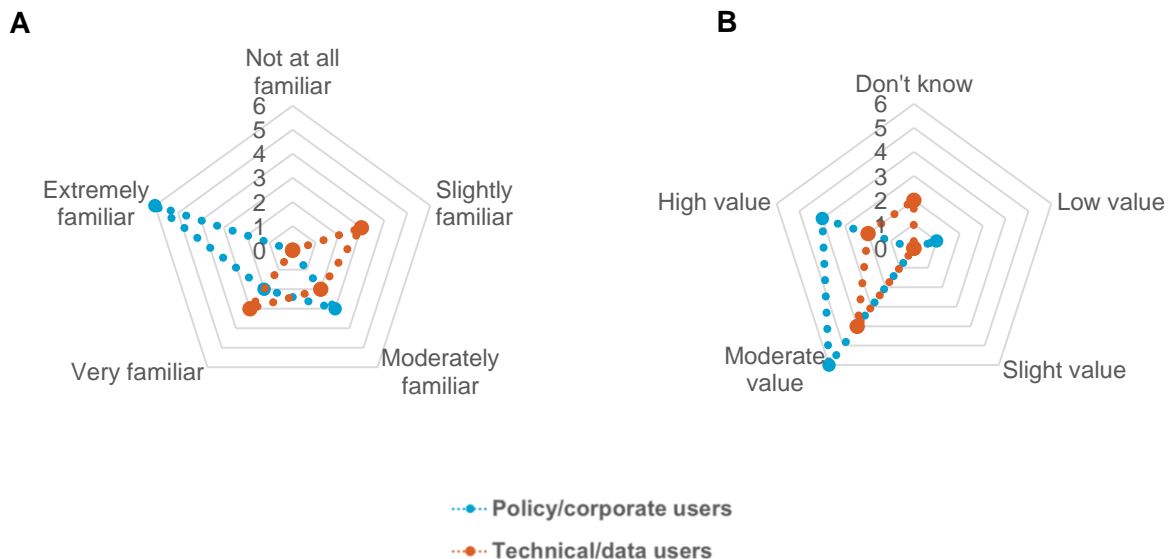 A
Not at all
familiar
6
5
4
3
2
1
0
Slightly
familiar
Moderately
familiar
Very familiar
Extremely
familiar
B
Don't know
6
5
4
3
2
1
0
Low value
Slight value
Moderate
value
High value
Policy/corporate users
Technical/data users